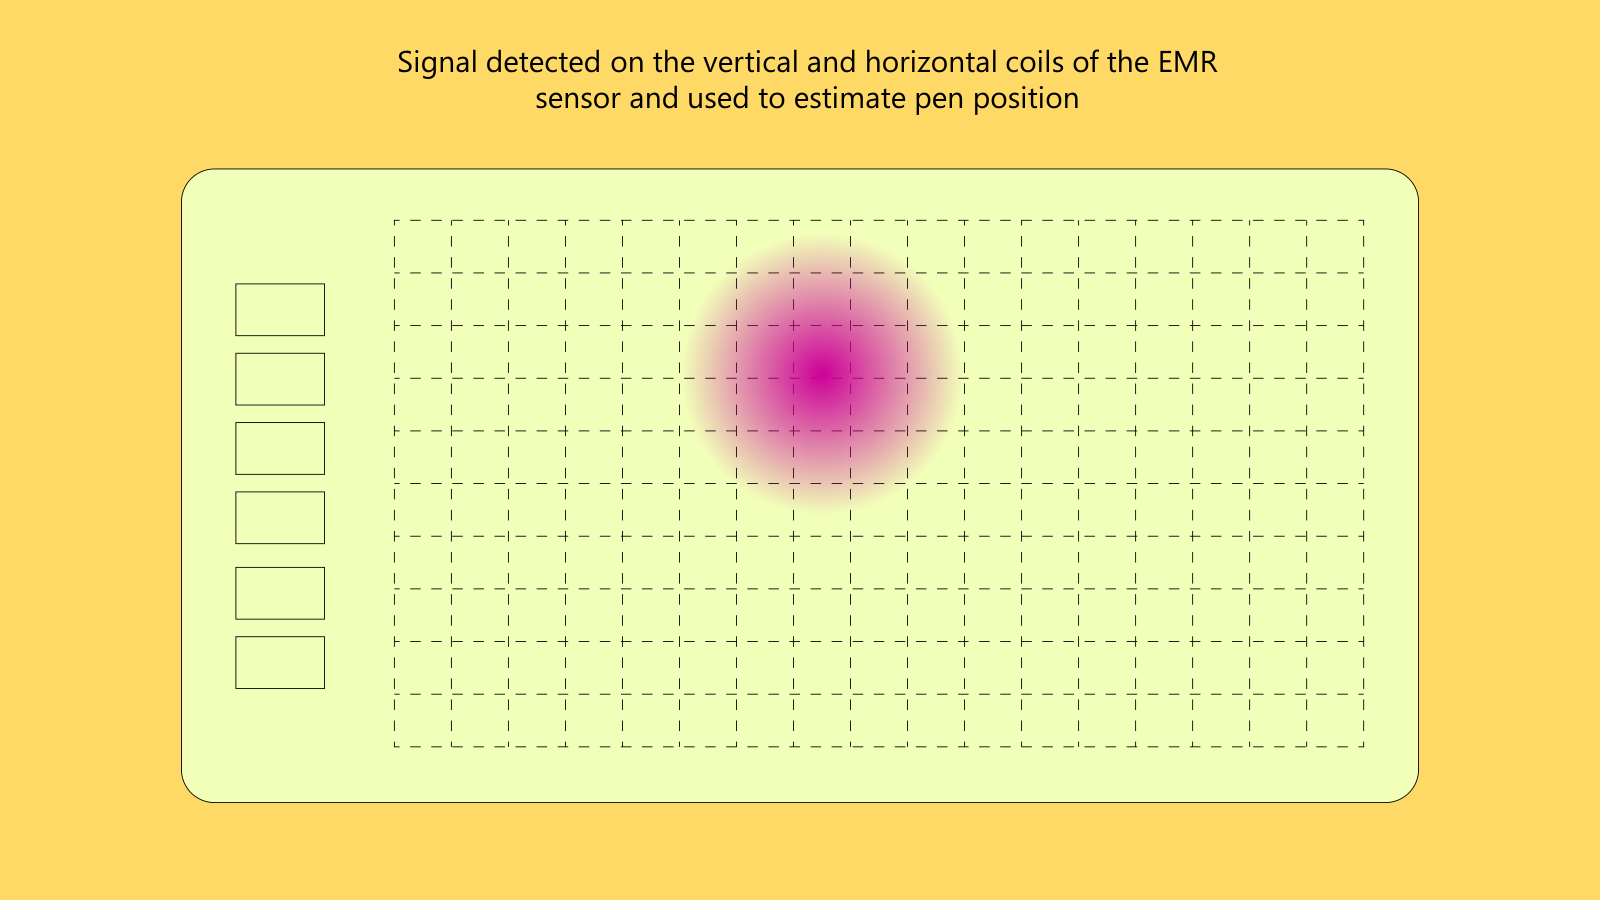 Signal detected on the vertical and horizontal coils of the EMR
sensor and used to estimate pen position